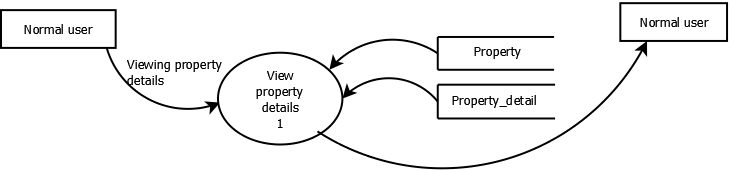 Normal user
Viewing property
details
View
property
details
1
Property
Property_detail
Normal user